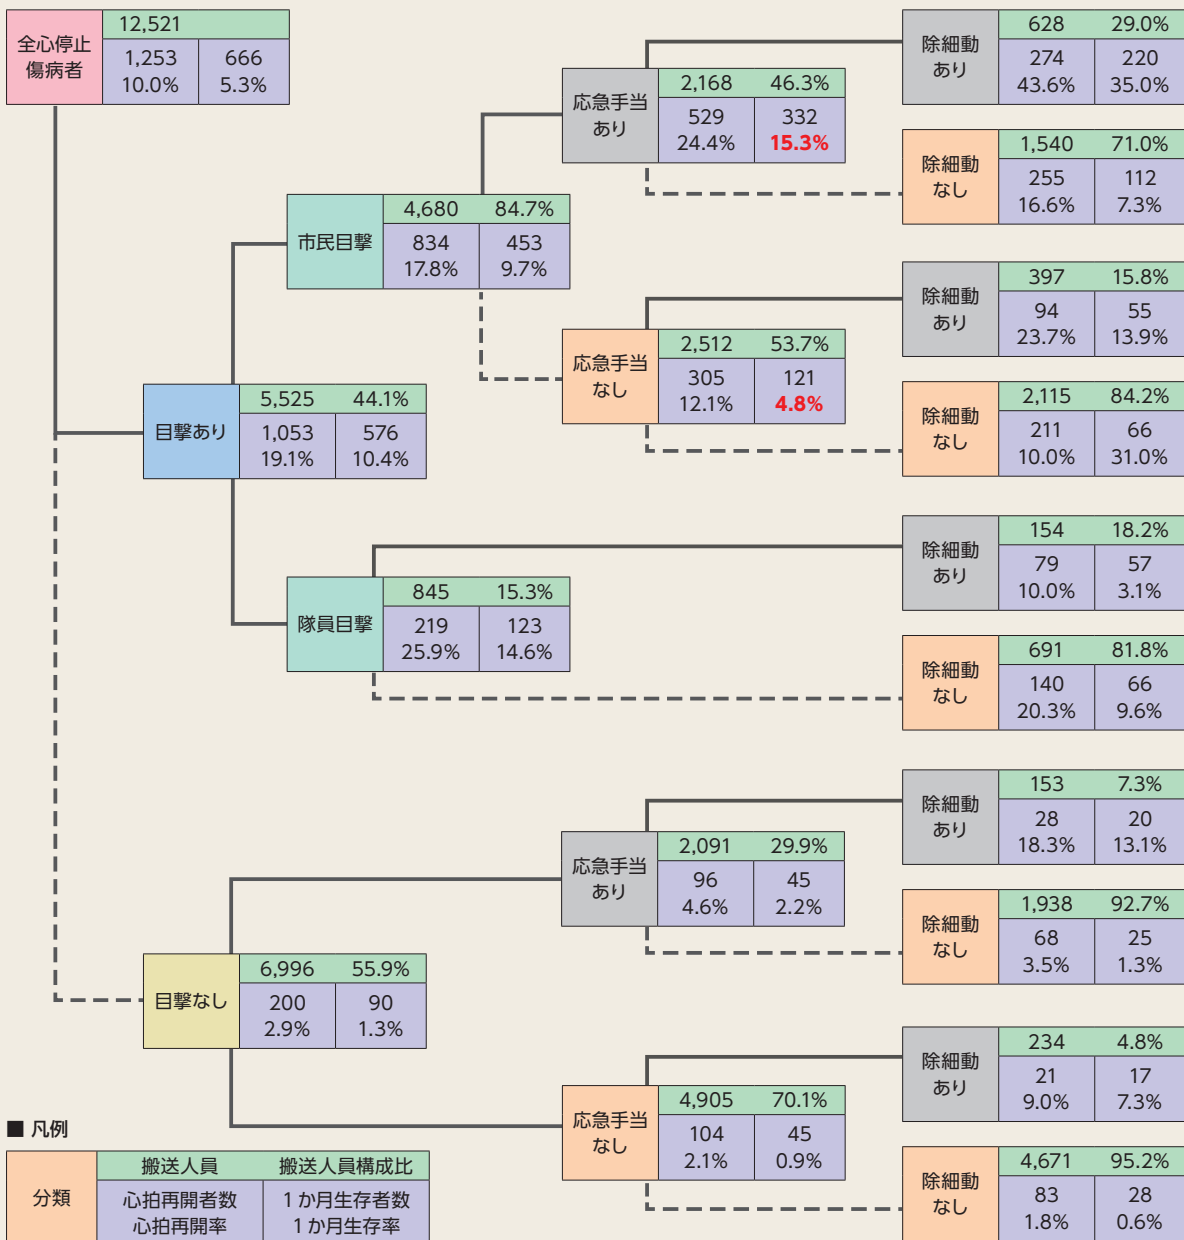 全心停止
傷病者
12,521
1,253 666
10.0% 5.3%
目撃あり
5,525 44.1%
1,053 576
19.1% 10.4%
市民目撃
4,680 84.7%
834 453
17.8% 9.7%
応急手当
あり
2,168 46.3%
529 332
24.4% 15.3%
除細動
あり
628 29.0%
274 220
43.6% 35.0%
除細動
なし
1,540 71.0%
255 112
16.6% 7.3%
応急手当
なし
2,512 53.7%
305 121
12.1% 4.8%
除細動
あり
397 15.8%
94 55
23.7% 13.9%
除細動
なし
2,115 84.2%
211 66
10.0% 31.0%
隊員目撃
845 15.3%
219 123
25.9% 14.6%
除細動
あり
154 18.2%
79 57
10.0% 3.1%
除細動
なし
691 81.8%
140 66
20.3% 9.6%
目撃なし
6,996 55.9%
200 90
2.9% 1.3%
応急手当
あり
2,091 29.9%
96 45
4.6% 2.2%
除細動
あり
153 7.3%
28 20
18.3% 13.1%
除細動
なし
1,938 92.7%
68 25
3.5% 1.3%
応急手当
なし
4,905 70.1%
104 45
2.1% 0.9%
除細動
あり
234 4.8%
21 17
9.0% 7.3%
除細動
なし
4,671 95.2%
83 28
1.8% 0.6%
■ 凡例
分類
搬送人員 搬送人員構成比
心拍再開者数 1か月生存者数
心拍再開率 1か月生存率